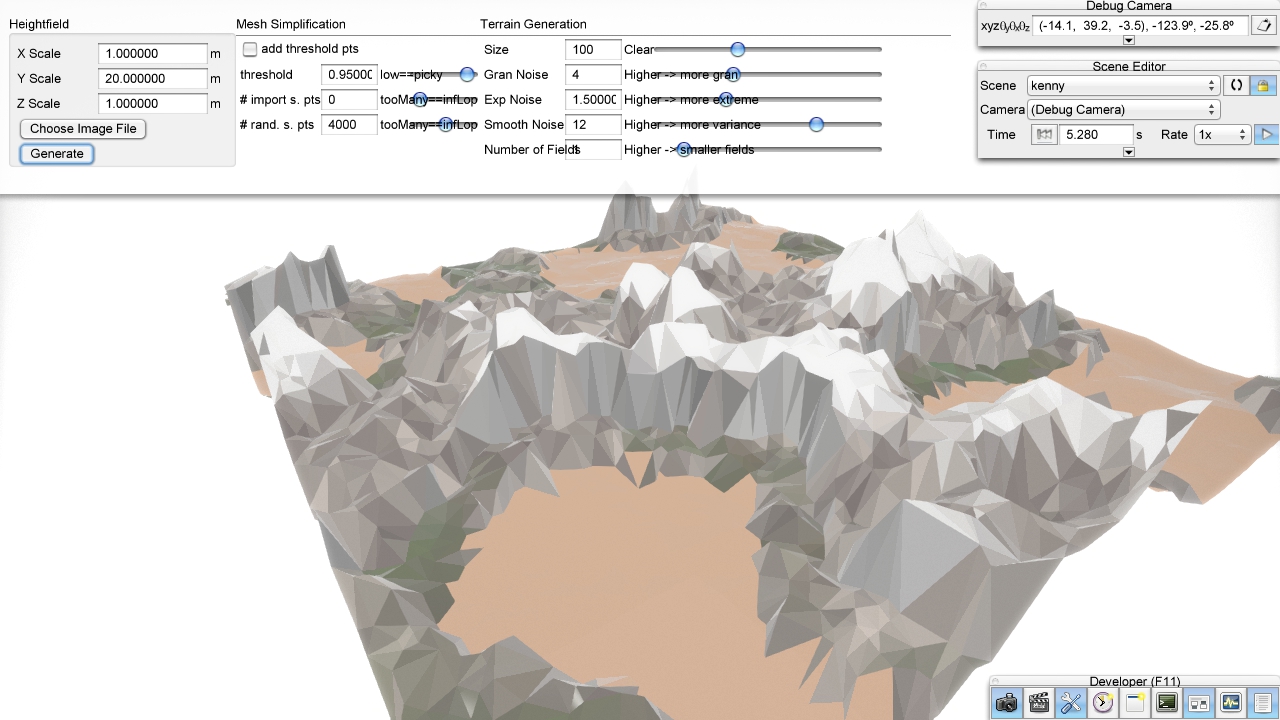 Heightfield
X Scale 1.000000 m
Y Scale 20.000000 m
Z Scale 1.000000 m
Choose Image File
Generate
Mesh Simplification
add threshold pts
threshold 0.95000 low==picky
# import s. pts 0 tooMany==infLop
# rand. s. pts 4000 tooMany==infLop
Terrain Generation
Size 100 Clear
Gran Noise 4 Higher -> more gran
Exp Noise 1.50000 Higher -> more extreme
Smooth Noise 12 Higher -> more variance
Number of Fields Higher -> smaller fields
Debug Camera
(-14.1, 39.2, -3.5), -123.9º, -25.8º
Scene Editor
Scene kenny
Camera (Debug Camera)
Time 5.280 s Rate 1x
Developer (F11)